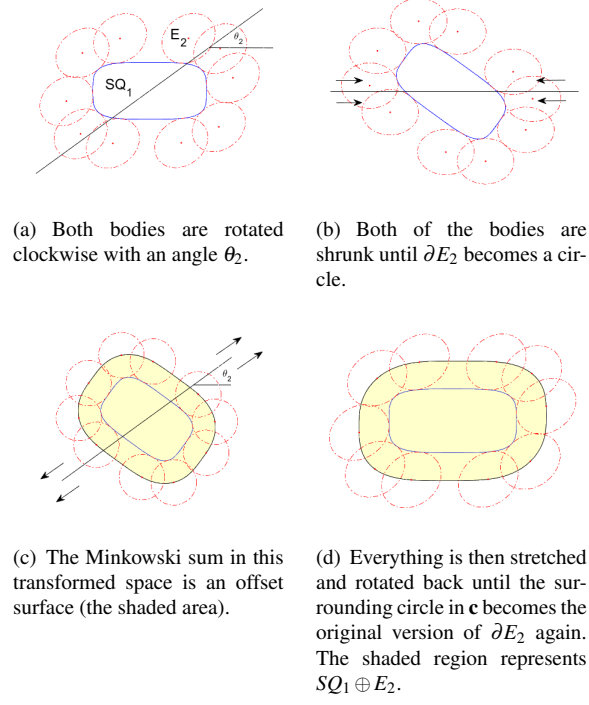 E2
θ2
SQ1
(a) Both bodies are rotated
clockwise with an angle θ2.
(b) Both of the bodies are
shrunk until ∂E2 becomes a cir-
cle.
θ2
(c) The Minkowski sum in this
transformed space is an offset
surface (the shaded area).
(d) Everything is then stretched
and rotated back until the sur-
rounding circle in c becomes the
original version of ∂E2 again.
The shaded region represents
SQ1 ⊕ E2.